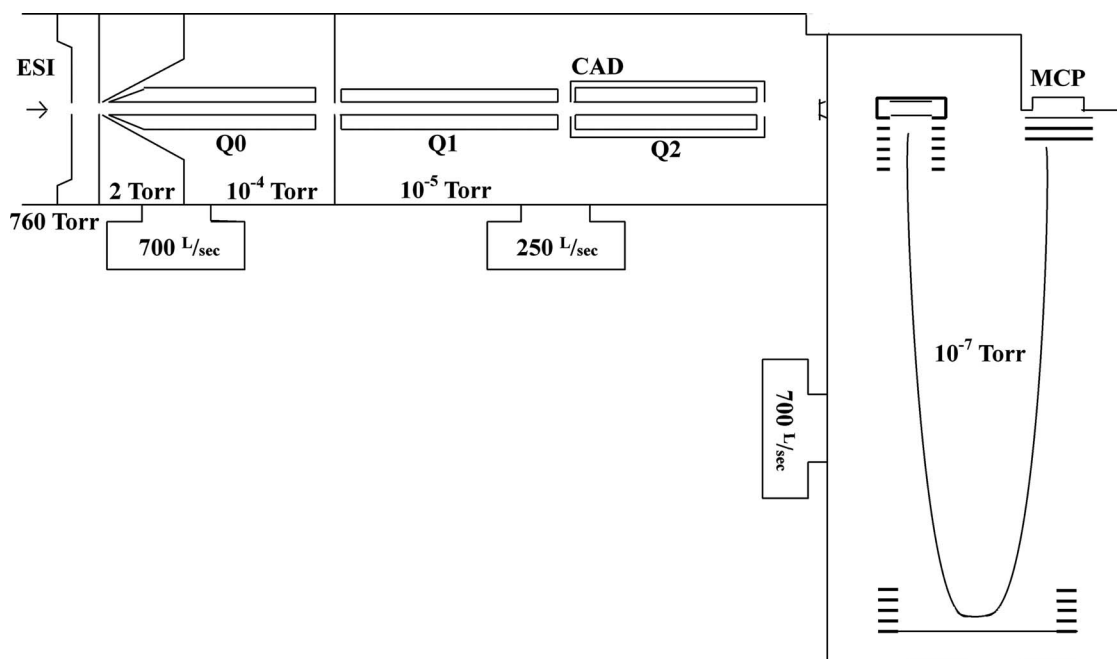 ESI
CAD
MCP
Q0
Q1
Q2
2 Torr
10⁻⁴ Torr
10⁻⁵ Torr
760 Torr
700 L/sec
250 L/sec
10⁻⁷ Torr
700 L/sec